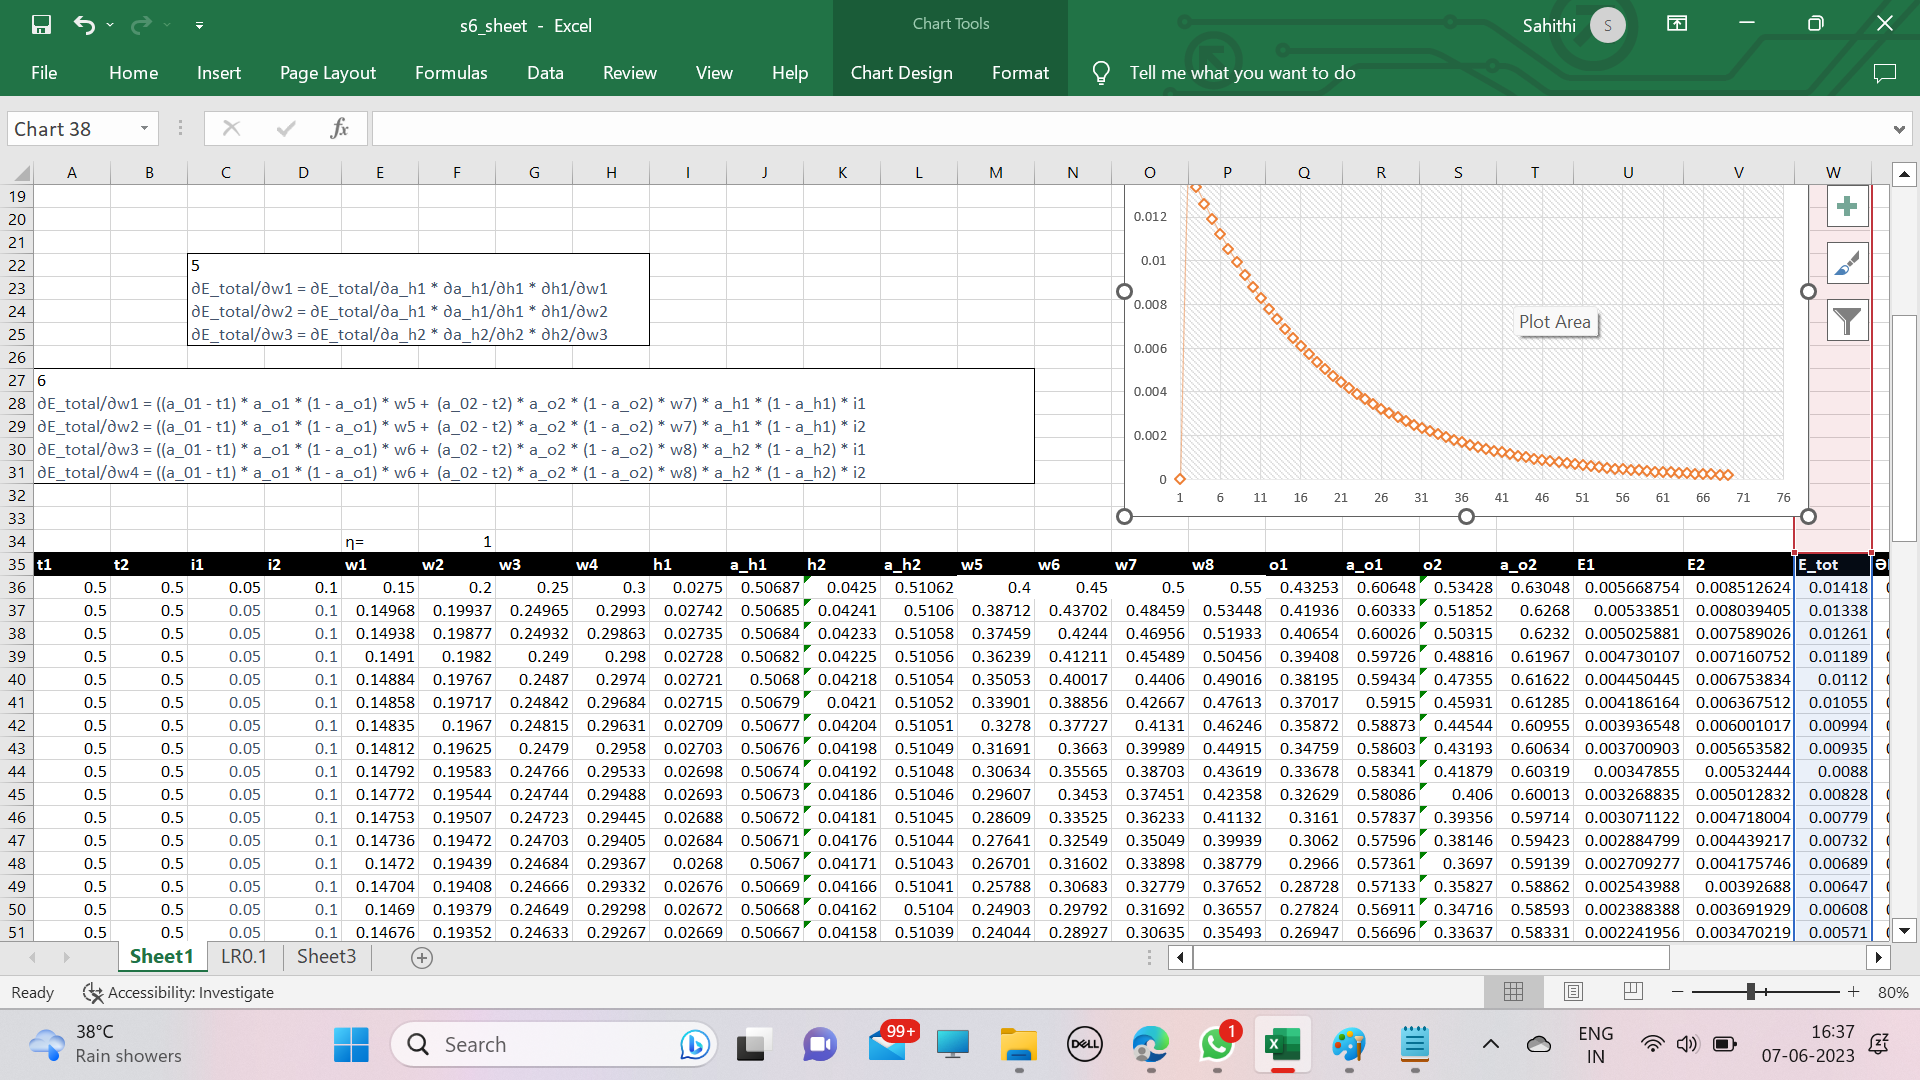 s6_sheet - Excel
Chart Tools
Sahithi
S
File Home Insert Page Layout Formulas Data Review View Help Chart Design Format Tell me what you want to do
Chart 38
fx
A B C D E F G H I J K L M N O P Q R S T U V W
19
20
21
22 5
23 ∂E_total/∂w1 = ∂E_total/∂a_h1 * ∂a_h1/∂h1 * ∂h1/∂w1
24 ∂E_total/∂w2 = ∂E_total/∂a_h1 * ∂a_h1/∂h1 * ∂h1/∂w2
25 ∂E_total/∂w3 = ∂E_total/∂a_h2 * ∂a_h2/∂h2 * ∂h2/∂w3
26
27 6
28 ∂E_total/∂w1 = ((a_01 - t1) * a_o1 * (1 - a_o1) * w5 + (a_02 - t2) * a_o2 * (1 - a_o2) * w7) * a_h1 * (1 - a_h1) * i1
29 ∂E_total/∂w2 = ((a_01 - t1) * a_o1 * (1 - a_o1) * w5 + (a_02 - t2) * a_o2 * (1 - a_o2) * w7) * a_h1 * (1 - a_h1) * i2
30 ∂E_total/∂w3 = ((a_01 - t1) * a_o1 * (1 - a_o1) * w6 + (a_02 - t2) * a_o2 * (1 - a_o2) * w8) * a_h2 * (1 - a_h2) * i1
31 ∂E_total/∂w4 = ((a_01 - t1) * a_o1 * (1 - a_o1) * w6 + (a_02 - t2) * a_o2 * (1 - a_o2) * w8) * a_h2 * (1 - a_h2) * i2
32
33
0.012
0.01
0.008
0.006
0.004
0.002
0
1 6 11 16 21 26 31 36 41 46 51 56 61 66 71 76
Plot Area
34 η= 1
35 t1 t2 i1 i2 w1 w2 w3 w4 h1 a_h1 h2 a_h2 w5 w6 w7 w8 o1 a_o1 o2 a_o2 E1 E2 E_tot
36 0.5 0.5 0.05 0.1 0.15 0.2 0.25 0.3 0.0275 0.50687 0.0425 0.51062 0.4 0.45 0.5 0.55 0.43253 0.60648 0.53428 0.63048 0.005668754 0.008512624 0.01418
37 0.5 0.5 0.05 0.1 0.14968 0.19937 0.24965 0.2993 0.02742 0.50685 0.04241 0.5106 0.38712 0.43702 0.48459 0.53448 0.41936 0.60333 0.51852 0.6268 0.00533851 0.008039405 0.01338
38 0.5 0.5 0.05 0.1 0.14938 0.19877 0.24932 0.29863 0.02735 0.50684 0.04233 0.51058 0.37459 0.4244 0.46956 0.51933 0.40654 0.60026 0.50315 0.6232 0.005025881 0.007589026 0.01261
39 0.5 0.5 0.05 0.1 0.1491 0.1982 0.249 0.298 0.02728 0.50682 0.04225 0.51056 0.36239 0.41211 0.45489 0.50456 0.39408 0.59726 0.48816 0.61967 0.004730107 0.007160752 0.01189
40 0.5 0.5 0.05 0.1 0.14884 0.19767 0.2487 0.2974 0.02721 0.5068 0.04218 0.51054 0.35053 0.40017 0.4406 0.49016 0.38195 0.59434 0.47355 0.61622 0.004450445 0.006753834 0.0112
41 0.5 0.5 0.05 0.1 0.14858 0.19717 0.24842 0.29684 0.02715 0.50679 0.0421 0.51052 0.33901 0.38856 0.42667 0.47613 0.37017 0.5915 0.45931 0.61285 0.004186164 0.006367512 0.01055
42 0.5 0.5 0.05 0.1 0.14835 0.1967 0.24815 0.29631 0.02709 0.50677 0.04204 0.51051 0.3278 0.37727 0.4131 0.46246 0.35872 0.58873 0.44544 0.60955 0.003936548 0.006001017 0.00994
43 0.5 0.5 0.05 0.1 0.14812 0.19625 0.2479 0.2958 0.02703 0.50676 0.04198 0.51049 0.31691 0.3663 0.39989 0.44915 0.34759 0.58603 0.43193 0.60634 0.003700903 0.005653582 0.00935
44 0.5 0.5 0.05 0.1 0.14792 0.19583 0.24766 0.29533 0.02698 0.50674 0.04192 0.51048 0.30634 0.35565 0.38703 0.43619 0.33678 0.58341 0.41879 0.60319 0.00347855 0.00532444 0.0088
45 0.5 0.5 0.05 0.1 0.14772 0.19544 0.24744 0.29488 0.02693 0.50673 0.04186 0.51046 0.29607 0.3453 0.37451 0.42358 0.32629 0.58086 0.406 0.60013 0.003268835 0.005012832 0.00828
46 0.5 0.5 0.05 0.1 0.14753 0.19507 0.24723 0.29445 0.02688 0.50672 0.04181 0.51045 0.28609 0.33525 0.36233 0.41132 0.3161 0.57837 0.39356 0.59714 0.003071122 0.004718004 0.00779
47 0.5 0.5 0.05 0.1 0.14736 0.19472 0.24703 0.29405 0.02684 0.50671 0.04176 0.51044 0.27641 0.32549 0.35049 0.39939 0.3062 0.57596 0.38146 0.59423 0.002884799 0.004439217 0.00732
48 0.5 0.5 0.05 0.1 0.1472 0.19439 0.24684 0.29367 0.0268 0.5067 0.04171 0.51043 0.26701 0.31602 0.33898 0.38779 0.2966 0.57361 0.3697 0.59139 0.002709277 0.004175746 0.00689
49 0.5 0.5 0.05 0.1 0.14704 0.19408 0.24666 0.29332 0.02676 0.50669 0.04166 0.51041 0.25788 0.30683 0.32779 0.37652 0.28728 0.57133 0.35827 0.58862 0.002543988 0.00392688 0.00647
50 0.5 0.5 0.05 0.1 0.1469 0.19379 0.24649 0.29298 0.02672 0.50668 0.04162 0.5104 0.24903 0.29792 0.31692 0.36557 0.27824 0.56911 0.34716 0.58593 0.002388388 0.003691929 0.00608
51 0.5 0.5 0.05 0.1 0.14676 0.19352 0.24633 0.29267 0.02669 0.50667 0.04158 0.51039 0.24044 0.28927 0.30635 0.35493 0.26947 0.56696 0.33637 0.58331 0.002241956 0.003470219 0.00571
Sheet1 LR0.1 Sheet3
Ready Accessibility: Investigate 80%
38°C
Rain showers
Search
99+
DELL
1
ENG
IN
16:37
07-06-2023